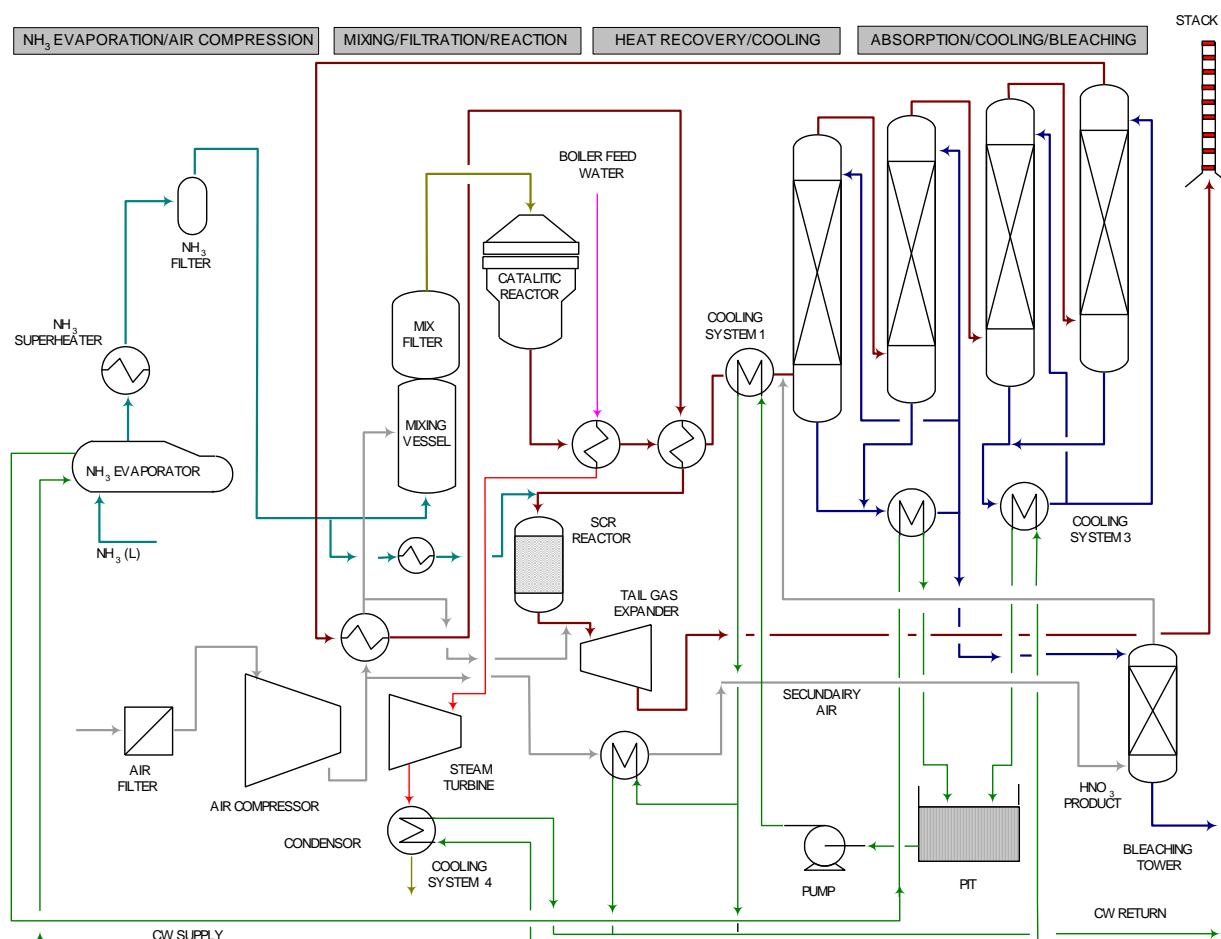 STACK
NH3 EVAPORATION/AIR COMPRESSION
MIXING/FILTRATION/REACTION
HEAT RECOVERY/COOLING
ABSORPTION/COOLING/BLEACHING
BOILER FEED
WATER
NH3
FILTER
CATALITIC
REACTOR
NH3
SUPERHEATER
MIX
FILTER
COOLING
SYSTEM 1
MIXING
VESSEL
NH3 EVAPORATOR
NH3 (L)
SCR
REACTOR
COOLING
SYSTEM 3
TAIL GAS
EXPANDER
SECUNDAIRY
AIR
AIR
FILTER
AIR COMPRESSOR
STEAM
TURBINE
HNO3
PRODUCT
CONDENSOR
COOLING
SYSTEM 4
PUMP
PIT
BLEACHING
TOWER
CW RETURN
CW SUPPLY